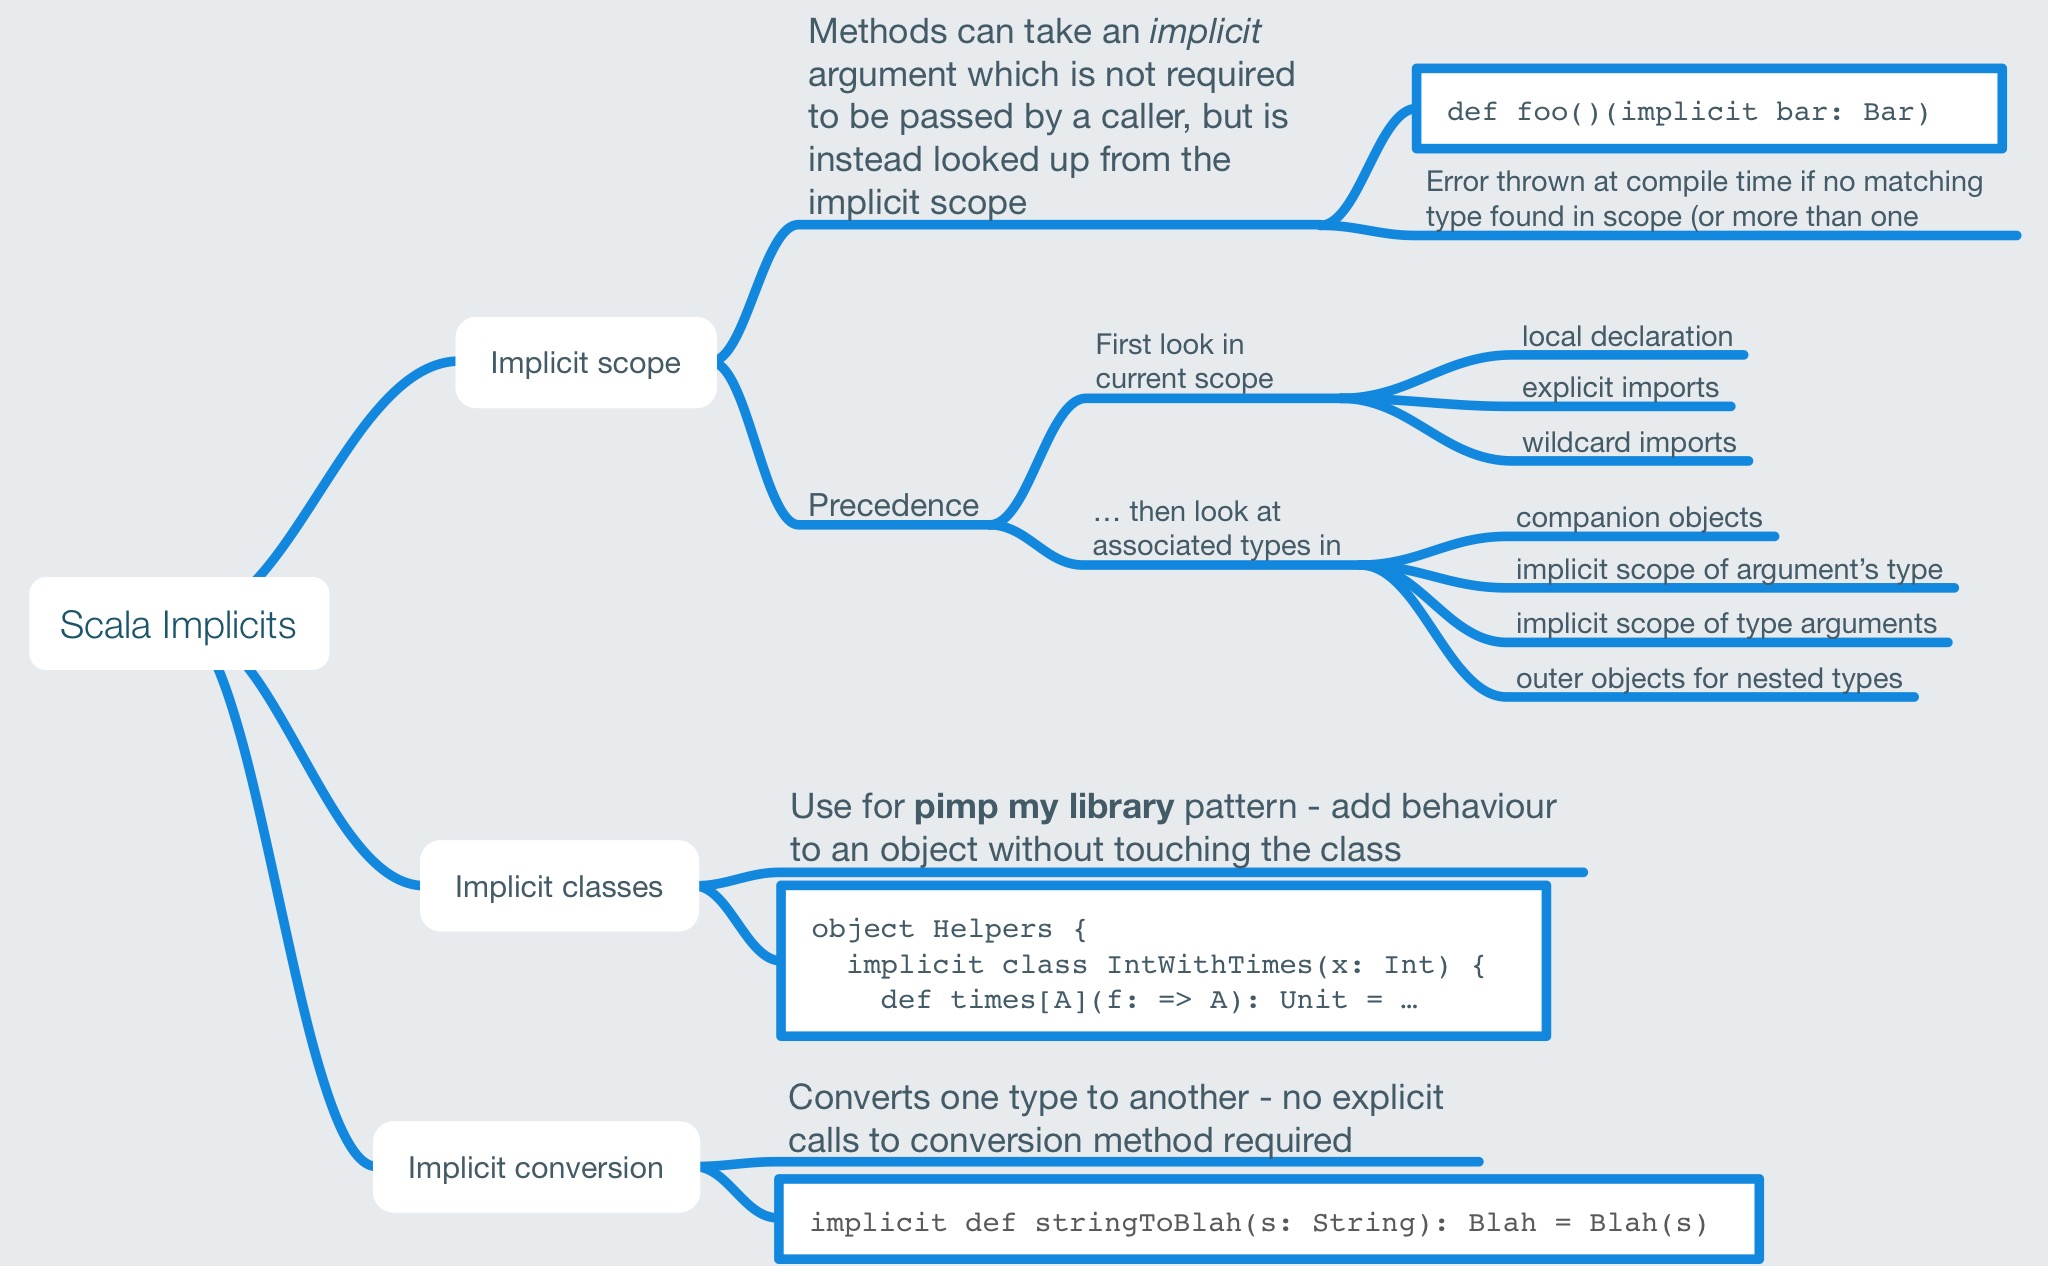 Methods can take an implicit
argument which is not required
to be passed by a caller, but is
instead looked up from the
implicit scope
def foo()(implicit bar: Bar)
Error thrown at compile time if no matching
type found in scope (or more than one
Implicit scope
First look in
current scope
local declaration
explicit imports
wildcard imports
Precedence
… then look at
associated types in
companion objects
implicit scope of argument’s type
implicit scope of type arguments
outer objects for nested types
Scala Implicits
Implicit classes
Use for pimp my library pattern - add behaviour
to an object without touching the class
object Helpers {
  implicit class IntWithTimes(x: Int) {
    def times[A](f: => A): Unit = …
Implicit conversion
Converts one type to another - no explicit
calls to conversion method required
implicit def stringToBlah(s: String): Blah = Blah(s)